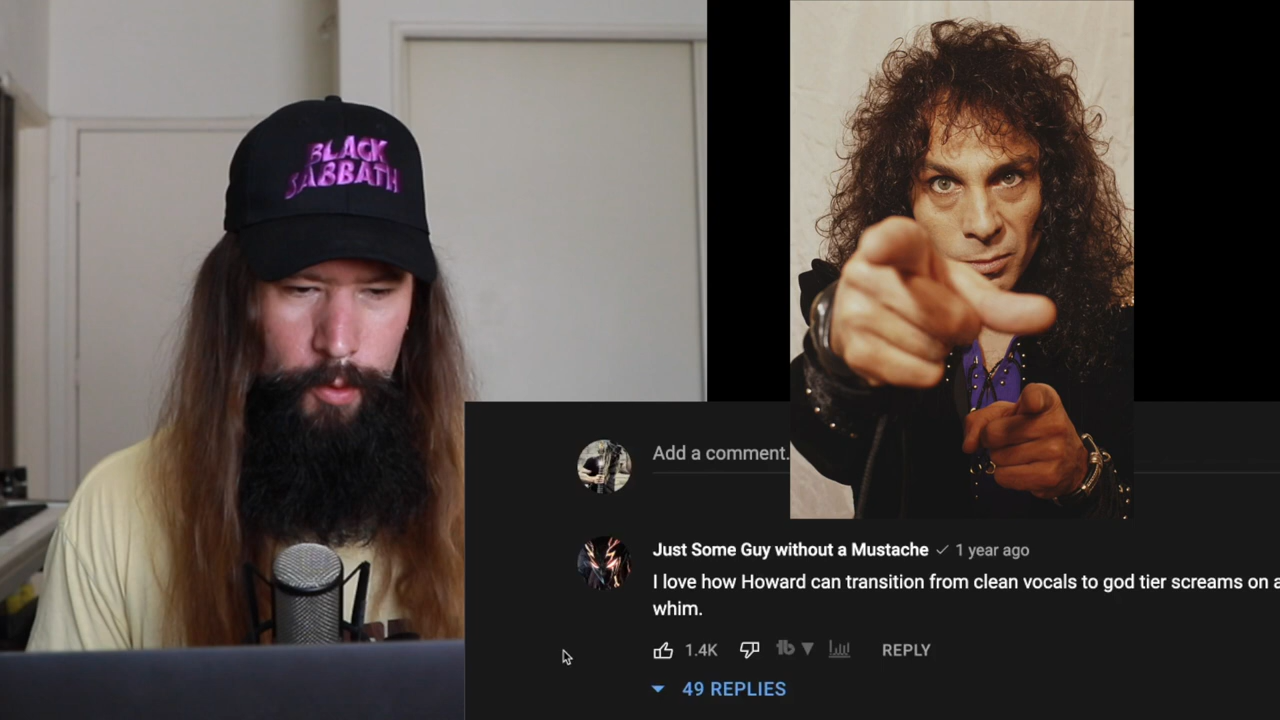 BLACK
SABBATH
Add a comment.
Just Some Guy without a Mustache 1 year ago
I love how Howard can transition from clean vocals to god tier screams on a
whim.
1.4K tb REPLY
49 REPLIES